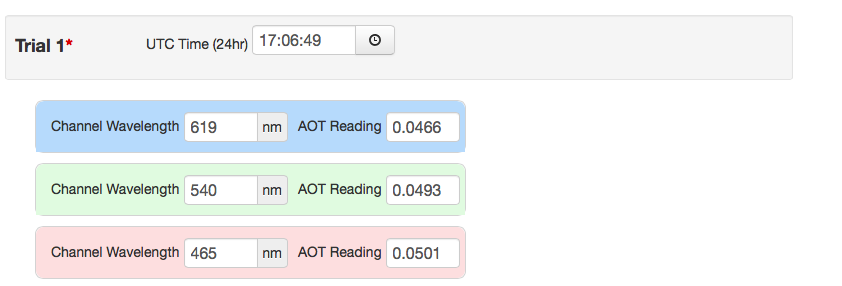 Trial 1* UTC Time (24hr) 17:06:49
Channel Wavelength 619 nm AOT Reading 0.0466
Channel Wavelength 540 nm AOT Reading 0.0493
Channel Wavelength 465 nm AOT Reading 0.0501